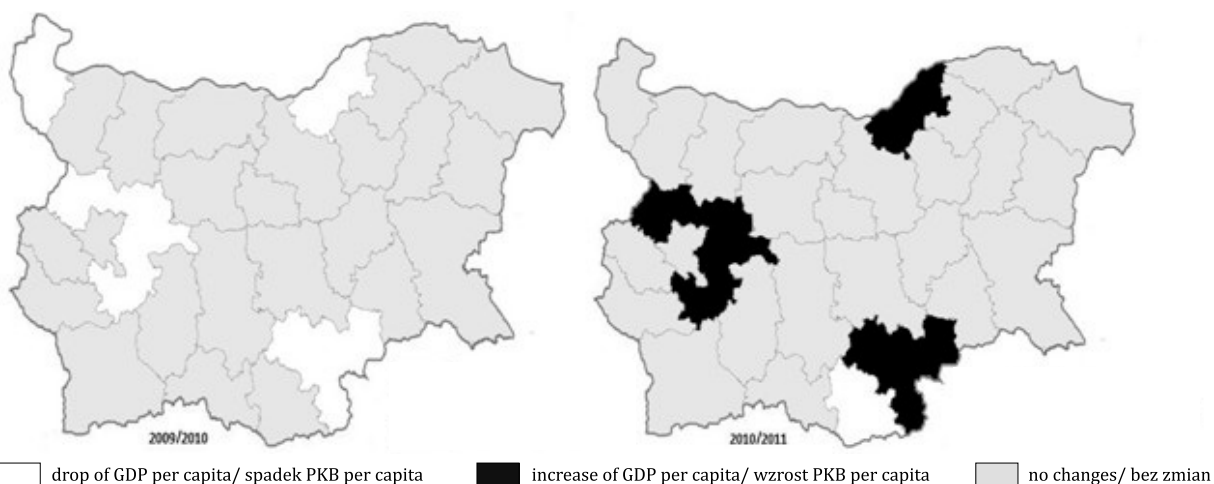 2009/2010
2010/2011
drop of GDP per capita/ spadek PKB per capita
increase of GDP per capita/ wzrost PKB per capita
no changes/ bez zmian